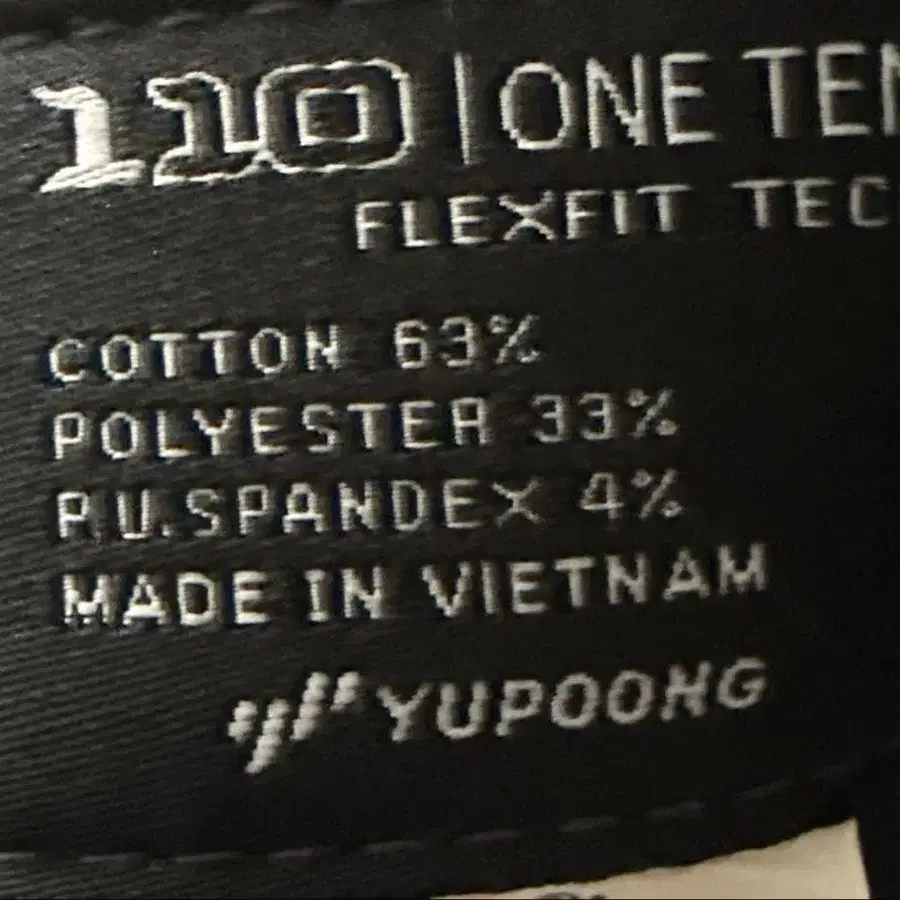 110 | ONE TEN
FLEXFIT TEC
COTTON 63%
POLYESTER 33%
P.U.SPANDEX 4%
MADE IN VIETNAM
YUPOONG